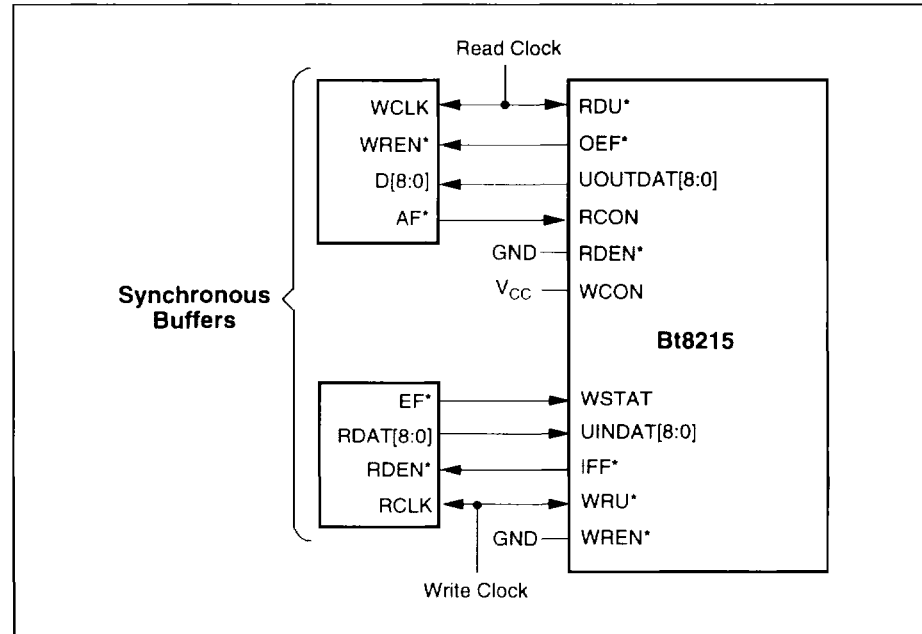 Read Clock
WCLK
RDU*
WREN*
OEF*
D[8:0]
UOUTDAT[8:0]
AF*
RCON
GND
RDEN*
VCC
WCON
Synchronous
Buffers
Bt8215
EF*
WSTAT
RDAT[8:0]
UINDAT[8:0]
RDEN*
IFF*
RCLK
WRU*
GND
WREN*
Write Clock